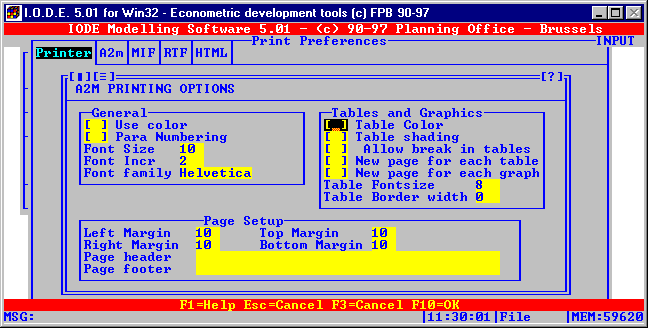 I.O.D.E. 5.01 for Win32 - Econometric development tools (c) FPB 90-97
IODE Modelling Software 5.01 - (c) 90-97 Planning Office - Brussels
Print Preferences INPUT
Printer A2m MIF RTF HTML
[?]
A2M PRINTING OPTIONS
General
[ ] Use color
[ ] Para Numbering
Font Size 10
Font Incr 2
Font family Helvetica
Tables and Graphics
[ ] Table Color
[ ] Table shading
[ ] Allow break in tables
[ ] New page for each table
[ ] New page for each graph
Table Fontsize 8
Table Border width 0
Page Setup
Left Margin 10 Top Margin 10
Right Margin 10 Bottom Margin 10
Page header
Page footer
F1=Help Esc=Cancel F3=Cancel F10=OK
MSG: |11:30:01|File |MEM:59620